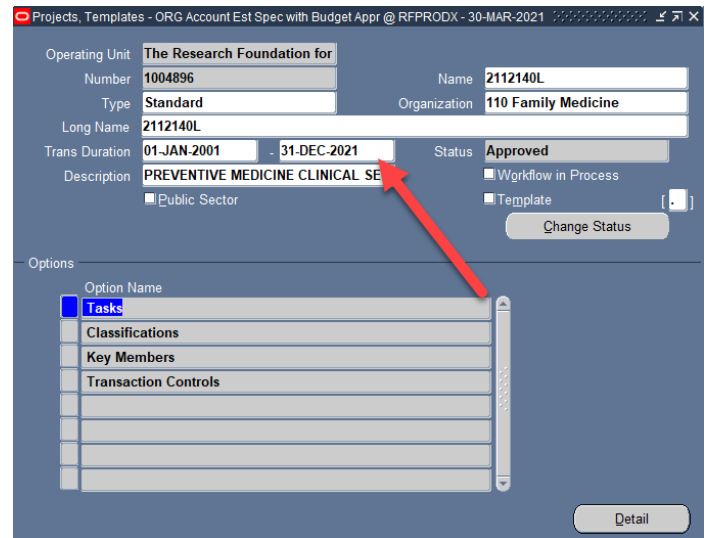 Projects, Templates - ORG Account Est Spec with Budget Appr @ RFPRODX - 30-MAR-2021
Operating Unit The Research Foundation for
Number 1004896 Name 2112140L
Type Standard Organization 110 Family Medicine
Long Name 2112140L
Trans Duration 01-JAN-2001 - 31-DEC-2021 Status Approved
Description PREVENTIVE MEDICINE CLINICAL SE Workflow in Process
Public Sector Template [ . ]
Change Status
Options
Option Name
Tasks
Classifications
Key Members
Transaction Controls
Detail